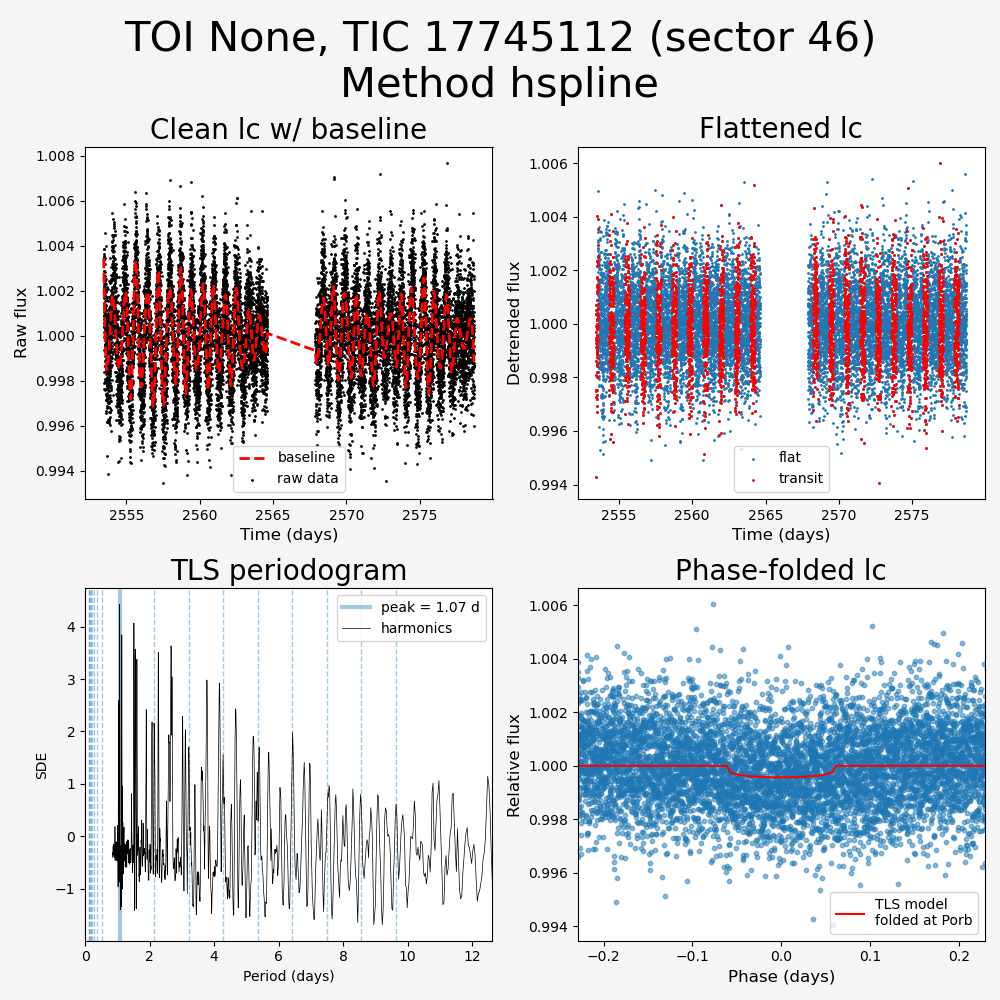 TOI None, TIC 17745112 (sector 46)
Method hspline
Clean lc w/ baseline
Raw flux
1.008
1.006
1.004
1.002
1.000
0.998
0.996
0.994
baseline
raw data
2555
2560
2565
2570
2575
Time (days)
Flattened lc
Detrended flux
1.006
1.004
1.002
1.000
0.998
0.996
0.994
flat
transit
2555
2560
2565
2570
2575
Time (days)
TLS periodogram
SDE
4
3
2
1
0
−1
peak = 1.07 d
harmonics
0
2
4
6
8
10
12
Period (days)
Phase-folded lc
Relative flux
1.006
1.004
1.002
1.000
0.998
0.996
0.994
TLS model
folded at Porb
−0.2
−0.1
0.0
0.1
0.2
Phase (days)